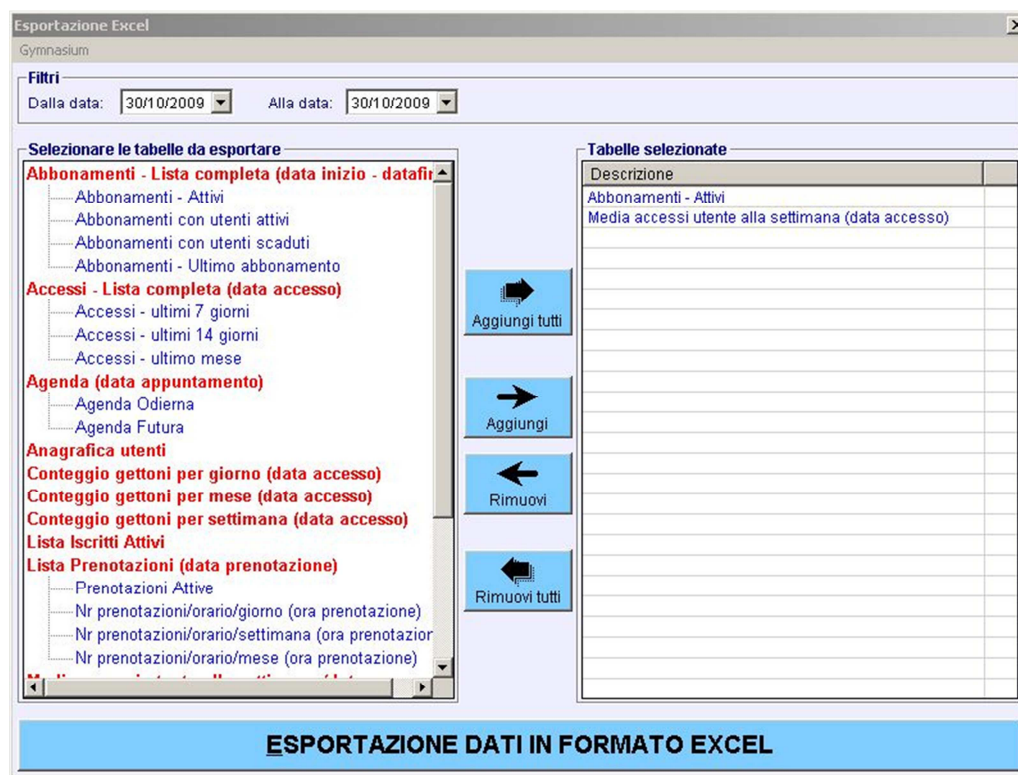 Esportazione Excel
Gymnasium
Filtri
Dalla data: 30/10/2009 Alla data: 30/10/2009
Selezionare le tabelle da esportare
Abbonamenti - Lista completa (data inizio - datafir
Abbonamenti - Attivi
Abbonamenti con utenti attivi
Abbonamenti con utenti scaduti
Abbonamenti - Ultimo abbonamento
Accessi - Lista completa (data accesso)
Accessi - ultimi 7 giorni
Accessi - ultimi 14 giorni
Accessi - ultimo mese
Agenda (data appuntamento)
Agenda Odierna
Agenda Futura
Anagrafica utenti
Conteggio gettoni per giorno (data accesso)
Conteggio gettoni per mese (data accesso)
Conteggio gettoni per settimana (data accesso)
Lista Iscritti Attivi
Lista Prenotazioni (data prenotazione)
Prenotazioni Attive
Nr prenotazioni/orario/giorno (ora prenotazione)
Nr prenotazioni/orario/settimana (ora prenotazior
Nr prenotazioni/orario/mese (ora prenotazione)
Aggiungi tutti
Aggiungi
Rimuovi
Rimuovi tutti
Tabelle selezionate
Descrizione
Abbonamenti - Attivi
Media accessi utente alla settimana (data accesso)
ESPORTAZIONE DATI IN FORMATO EXCEL